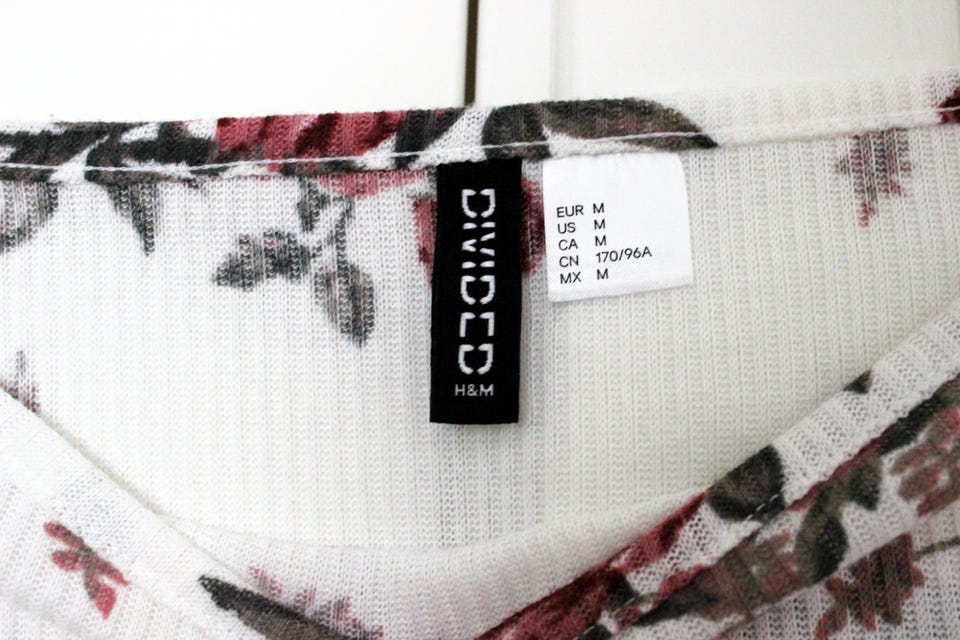 DIVIDED
H&M
EUR M
US M
CA M
CN 170/96A
MX M